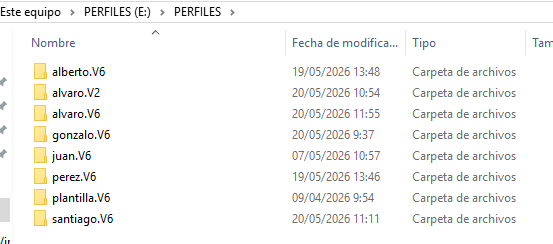 Este equipo > PERFILES (E:) > PERFILES >
Fecha de modifica... Tipo
alberto.V6 19/05/2026 13:48 Carpeta de archivos
alvaro.V2 20/05/2026 10:54 Carpeta de archivos
alvaro.V6 20/05/2026 11:55 Carpeta de archivos
gonzalo.V6 20/05/2026 9:37 Carpeta de archivos
juan.V6 07/05/2026 10:57 Carpeta de archivos
perez.V6 19/05/2026 13:46 Carpeta de archivos
plantilla.V6 09/04/2026 9:54 Carpeta de archivos
santiago.V6 20/05/2026 11:11 Carpeta de archivos